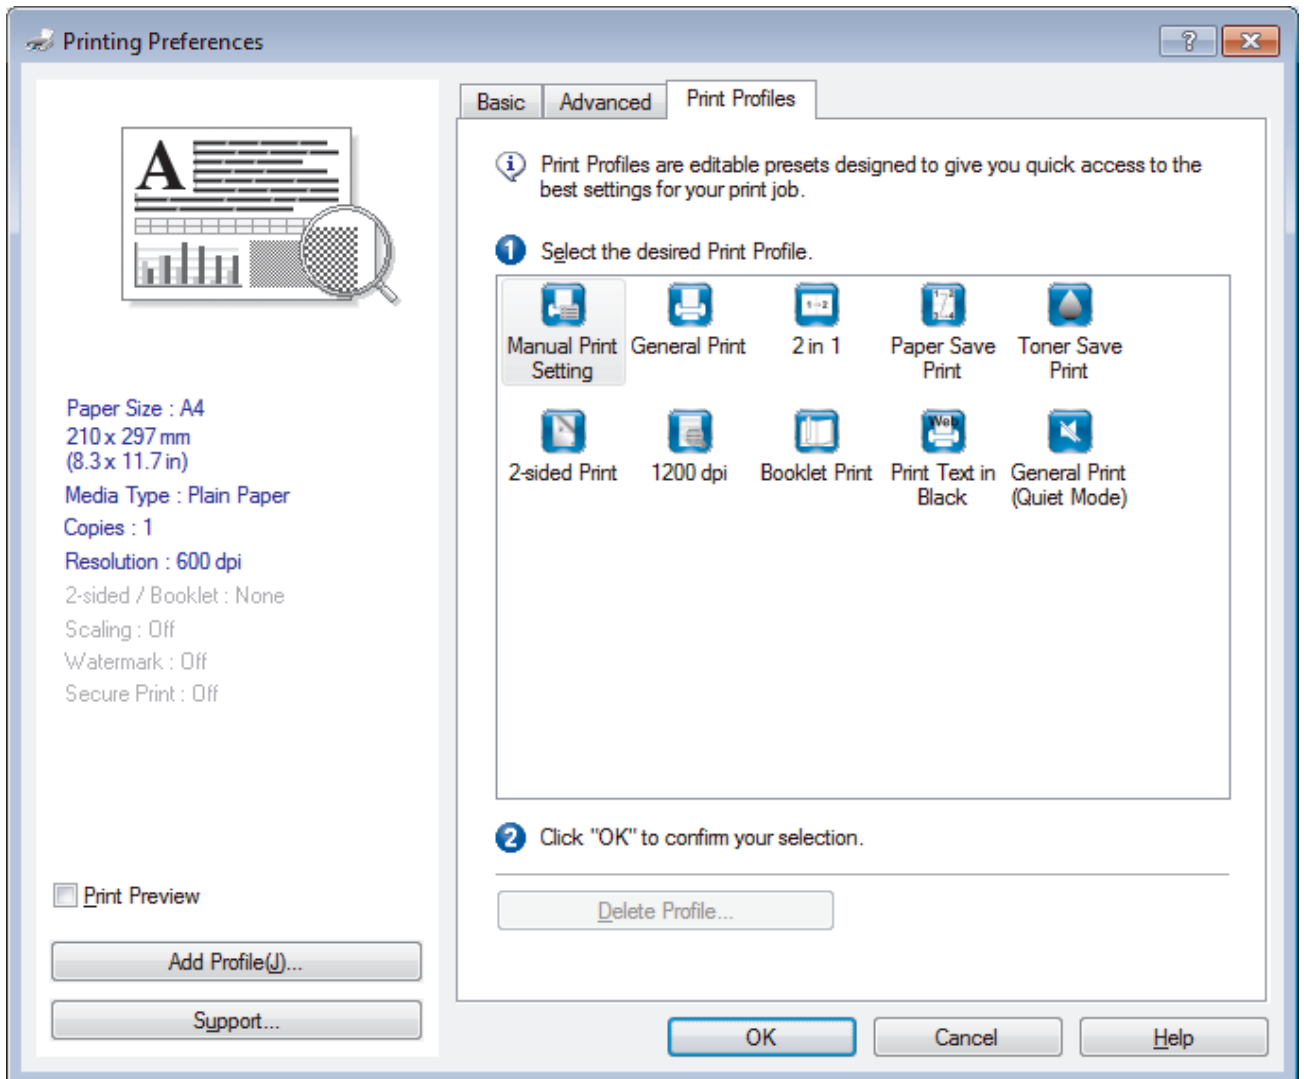 Printing Preferences
Basic
Advanced
Print Profiles
Print Profiles are editable presets designed to give you quick access to the
best settings for your print job.
1 Select the desired Print Profile.
Manual Print
Setting
General Print
2 in 1
1→2
Paper Save
Print
Toner Save
Print
2-sided Print
1200 dpi
Booklet Print
Web
Print Text in
Black
General Print
(Quiet Mode)
2 Click "OK" to confirm your selection.
Delete Profile...
A
Paper Size : A4
210 x 297 mm
(8.3 x 11.7 in)
Media Type : Plain Paper
Copies : 1
Resolution : 600 dpi
2-sided / Booklet : None
Scaling : Off
Watermark : Off
Secure Print : Off
Print Preview
Add Profile(J)...
Support...
OK
Cancel
Help